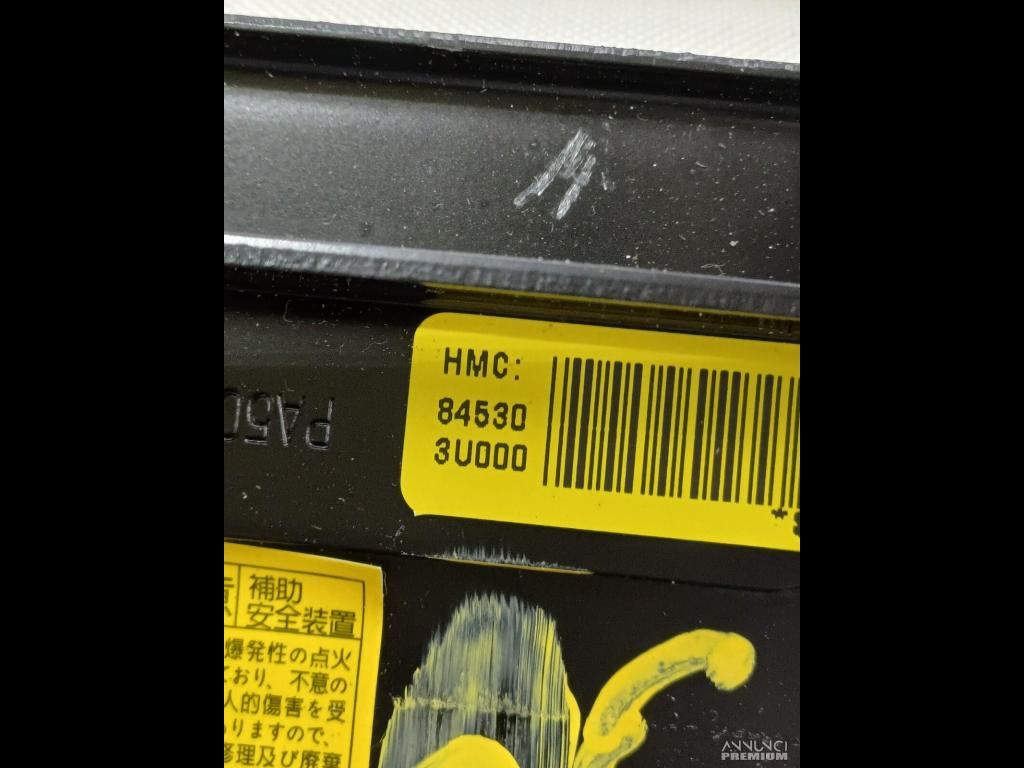 HMC:
84530
3U000
PA50
補助
安全装置
爆発性の点火
ており、不意の
人的傷害を受
りますので、
修理及び廃棄
ANNUNCI
PREMIUM